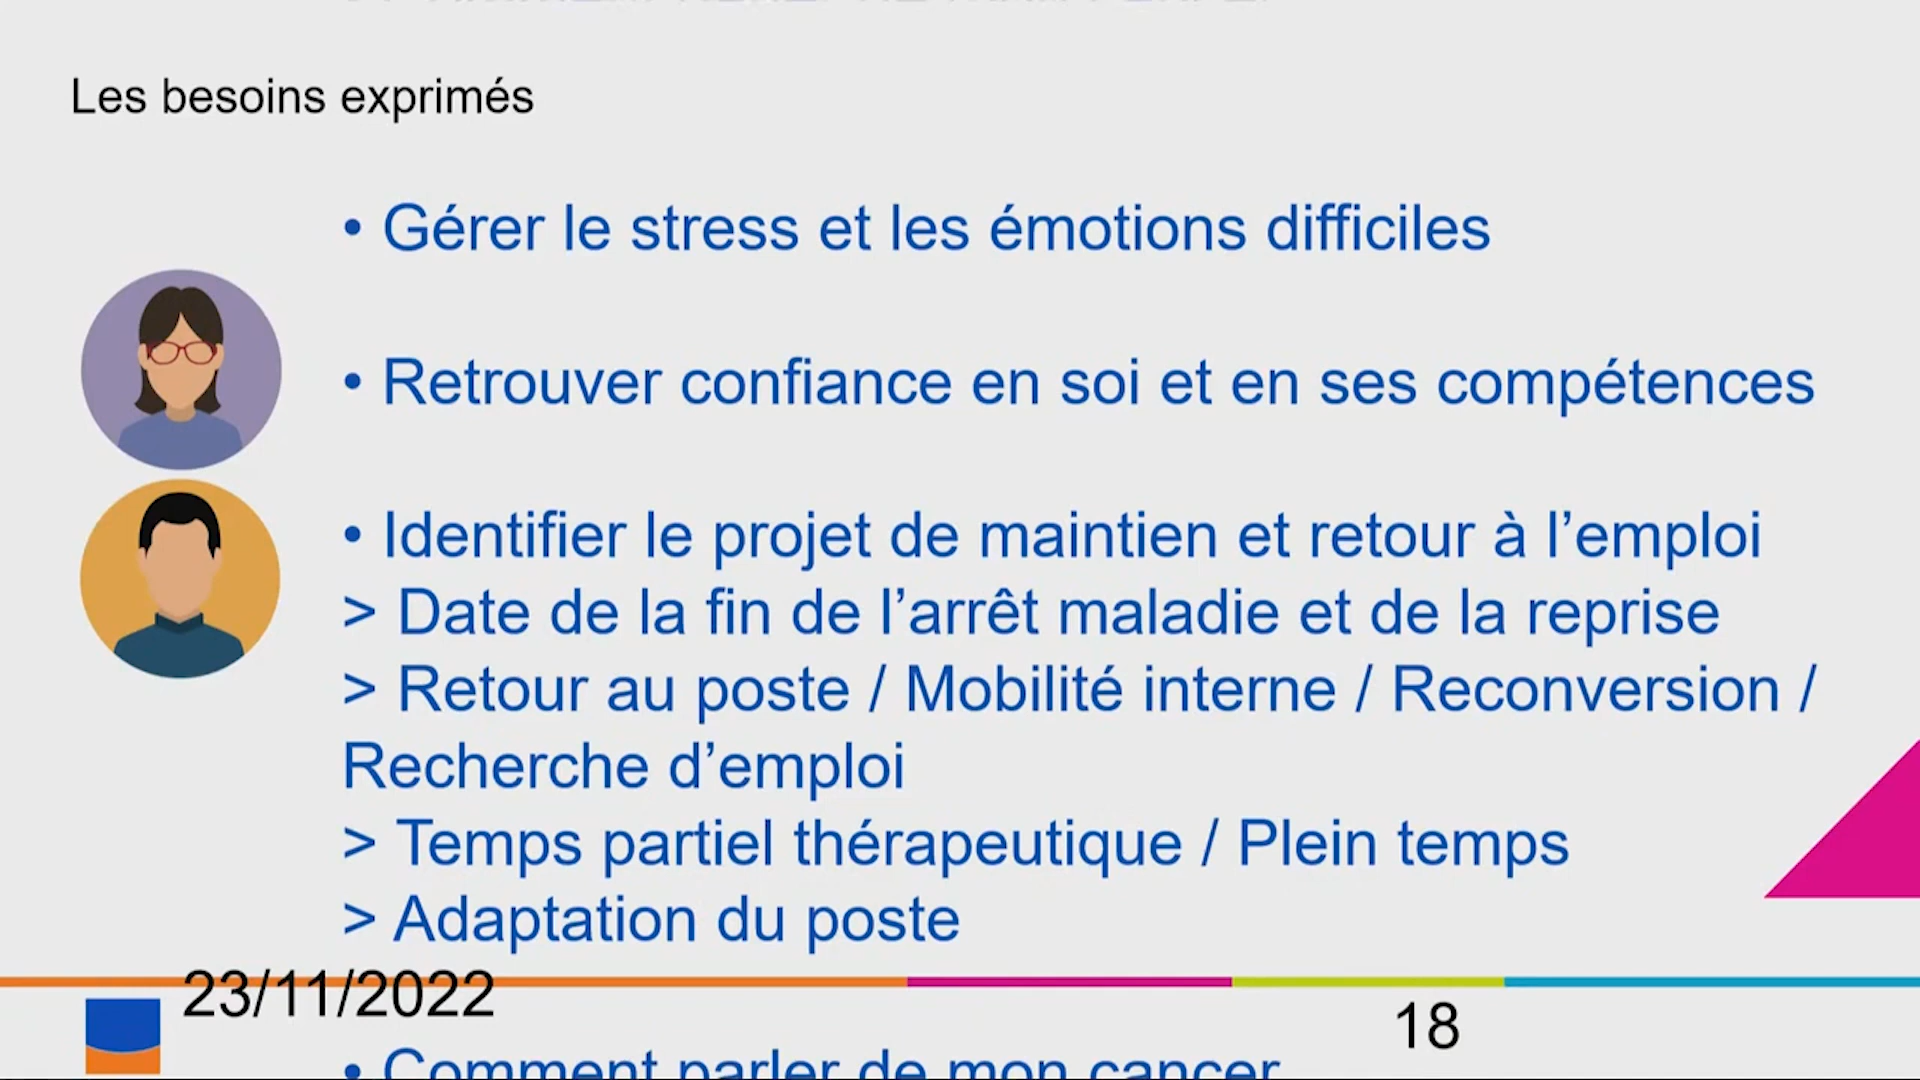 Les besoins exprimés
• Gérer le stress et les émotions difficiles
• Retrouver confiance en soi et en ses compétences
• Identifier le projet de maintien et retour à l’emploi
> Date de la fin de l’arrêt maladie et de la reprise
> Retour au poste / Mobilité interne / Reconversion /
Recherche d’emploi
> Temps partiel thérapeutique / Plein temps
> Adaptation du poste
23/11/2022
18
• Comment parler de mon cancer